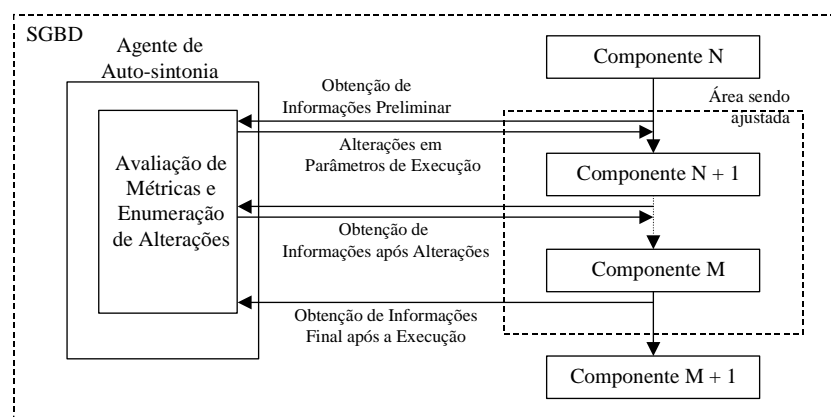 SGBD
Agente de
Auto-sintonia
Componente N
Obtenção de
Informações Preliminar
Área sendo
ajustada
Alterações em
Parâmetros de Execução
Avaliação de
Métricas e
Enumeração
de Alterações
Componente N + 1
Obtenção de
Informações após Alterações
Componente M
Obtenção de Informações
Final após a Execução
Componente M + 1